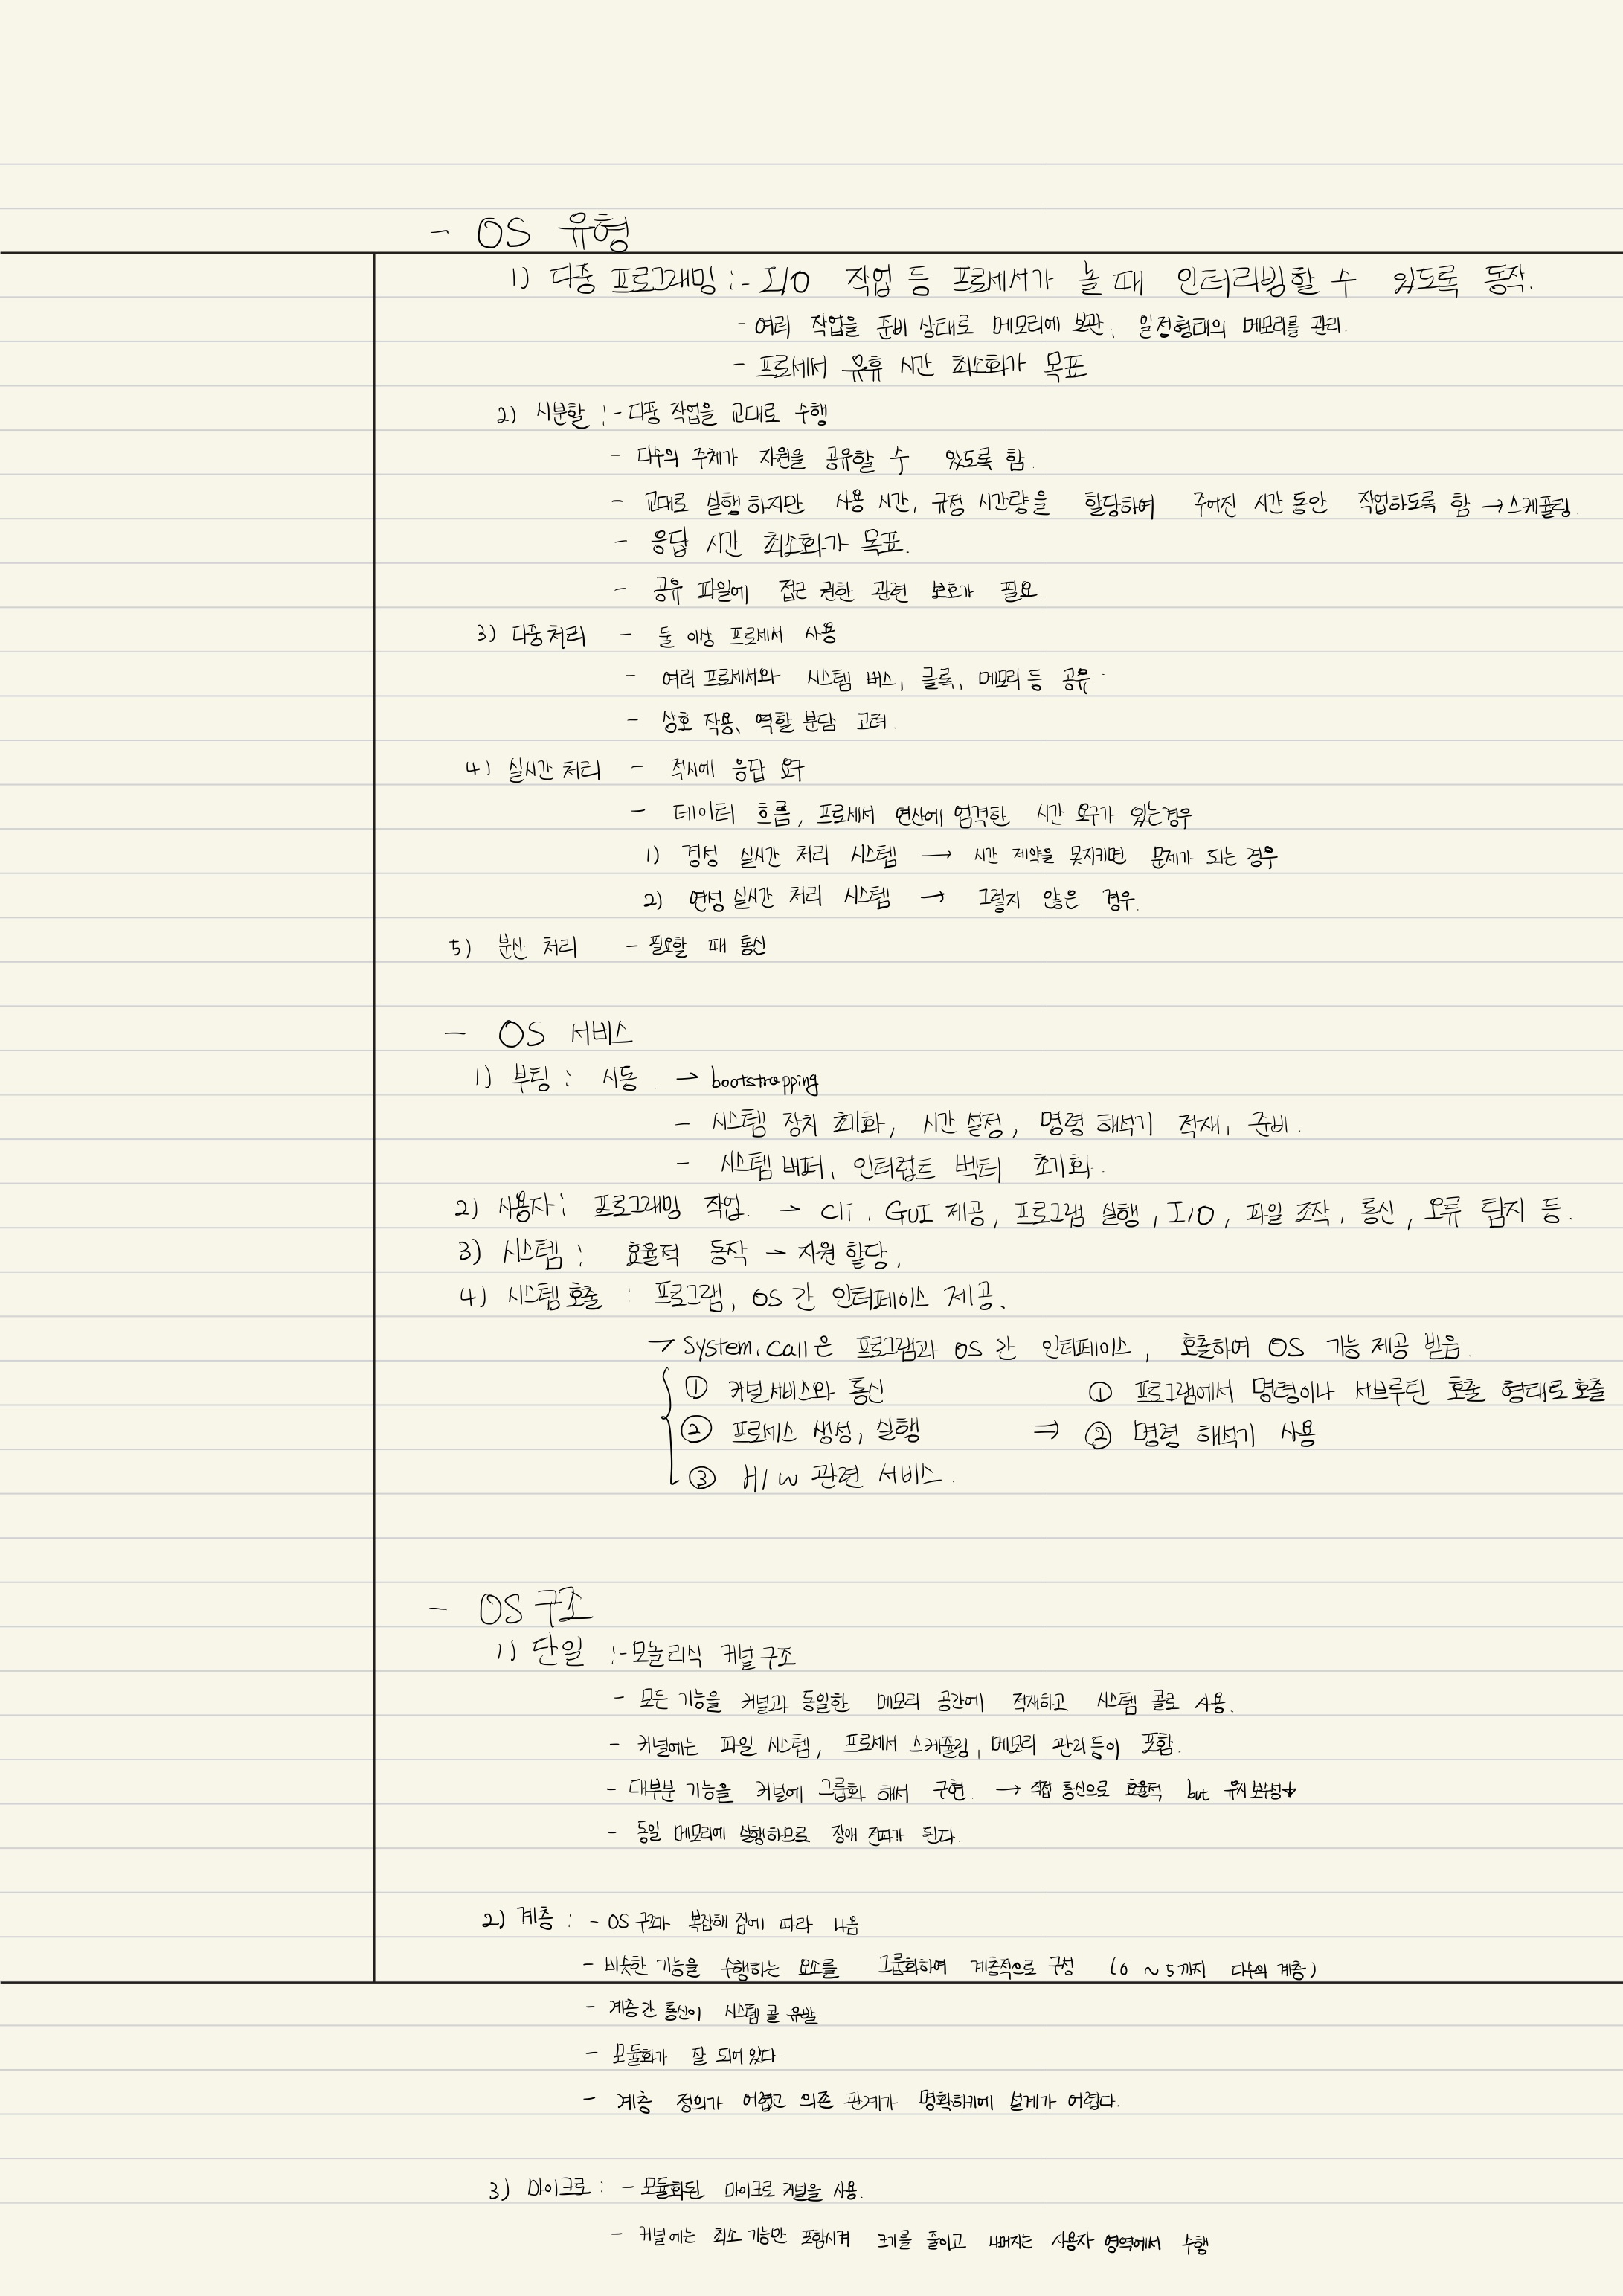 - OS 유형
1) 다중 프로그래밍 :- I/O 작업 등 프로세서가 놀 때 인터리빙할 수 있도록 동작.
- 여러 작업을 준비 상태로 메모리에 보관, 일정형태의 메모리를 관리.
- 프로세서 유휴 시간 최소화가 목표
2) 시분할 :- 다중 작업을 교대로 수행
- 다수의 주체가 자원을 공유할 수 있도록 함.
- 교대로 실행하지만 사용 시간, 규정 시간량을 할당하여 주어진 시간 동안 작업하도록 함 → 스케쥴링.
- 응답 시간 최소화가 목표.
- 공유 파일에 접근 권한 관련 보호가 필요.
3) 다중처리 - 둘 이상 프로세서 사용
- 여러 프로세서와 시스템 버스, 클록, 메모리 등 공유.
- 상호 작용, 역할 분담 고려.
4) 실시간 처리 - 적시에 응답 요구
- 데이터 흐름, 프로세서 연산에 엄격한 시간 요구가 있는경우
1) 경성 실시간 처리 시스템 → 시간 제약을 못지키면 문제가 되는 경우
2) 연성 실시간 처리 시스템 → 그렇지 않은 경우.
5) 분산 처리 - 필요할 때 통신
- OS 서비스
1) 부팅 : 시동. → bootstrapping
- 시스템 장치 초기화, 시간 설정, 명령 해석기 적재, 준비.
- 시스템 버퍼, 인터럽트 벡터 초기화.
2) 사용자 : 프로그래밍 작업. → cli, GUI 제공, 프로그램 실행, I/O, 파일 조작, 통신, 오류 탐지 등.
3) 시스템 : 효율적 동작 → 자원 할당,
4) 시스템 호출 : 프로그램, OS 간 인터페이스 제공.
→ System.Call은 프로그램과 OS 간 인터페이스, 호출하여 OS 기능 제공 받음.
① 커널서비스와 통신 ① 프로그램에서 명령이나 서브루틴 호출 형태로 호출
② 프로세스 생성, 실행 ⇒ ② 명령 해석기 사용
③ H/W 관련 서비스.
- OS 구조
1) 단일 :- 모놀리식 커널 구조
- 모든 기능을 커널과 동일한 메모리 공간에 적재하고 시스템 콜로 사용.
- 커널에는 파일 시스템, 프로세서 스케쥴링, 메모리 관리 등이 포함.
- 대부분 기능을 커널에 그룹화 해서 구현. → 직접 통신으로 효율적 but 유지 보수성↓
- 동일 메모리에 실행하므로 장애 전파가 된다.
2) 계층 : - OS 구조가 복잡해 짐에 따라 나옴
- 비슷한 기능을 수행하는 요소를 그룹화하여 계층적으로 구성. (0 ~ 5까지 다수의 계층)
- 계층간 통신이 시스템 콜 유발
- 모듈화가 잘 되어있다
- 계층 정의가 어렵고 의존 관계가 명확하기에 설계가 어렵다.
3) 마이크로 : - 모듈화된 마이크로 커널을 사용.
- 커널에는 최소 기능만 포함시켜 크기를 줄이고 나머지는 사용자 영역에서 수행